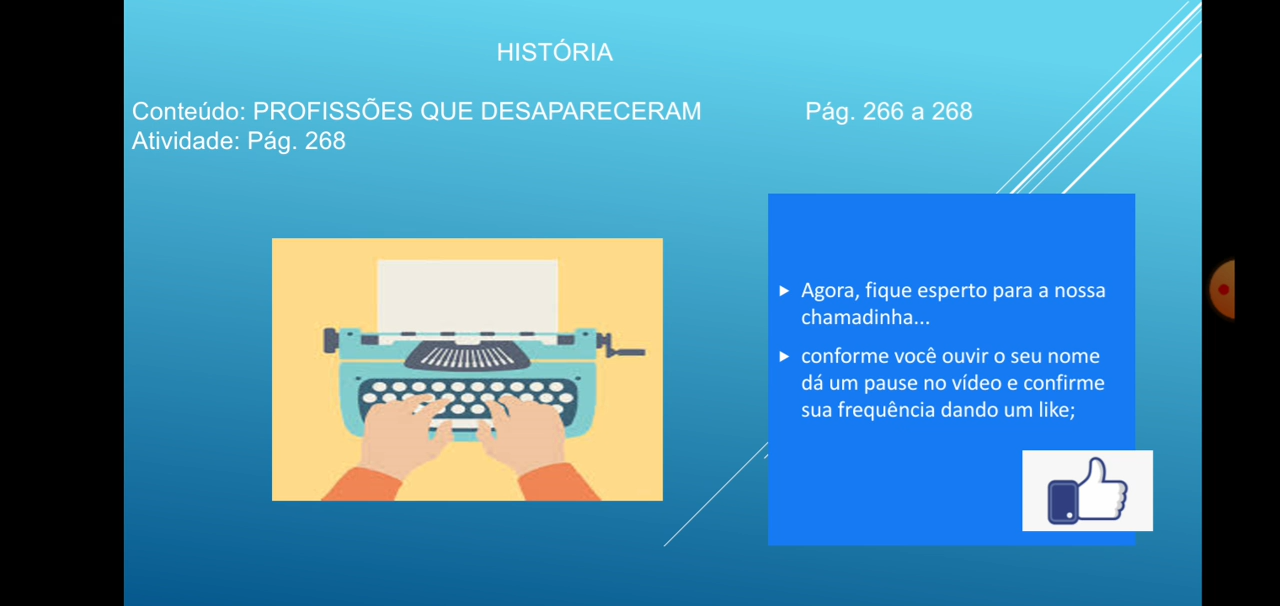 HISTÓRIA
Conteúdo: PROFISSÕES QUE DESAPARECERAM Pág. 266 a 268
Atividade: Pág. 268
Agora, fique esperto para a nossa
chamadinha...
conforme você ouvir o seu nome
dá um pause no vídeo e confirme
sua frequência dando um like;